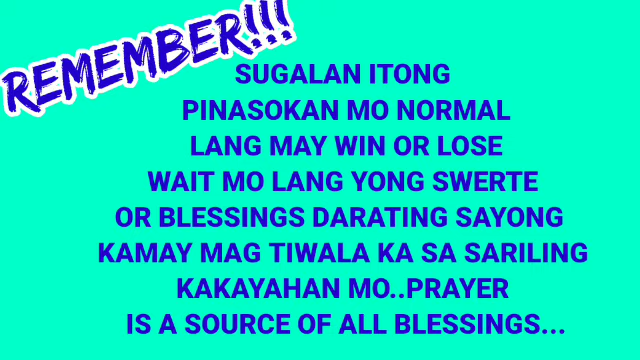 REMEMBER!!!
SUGALAN ITONG
PINASOKAN MO NORMAL
LANG MAY WIN OR LOSE
WAIT MO LANG YONG SWERTE
OR BLESSINGS DARATING SAYONG
KAMAY MAG TIWALA KA SA SARILING
KAKAYAHAN MO..PRAYER
IS A SOURCE OF ALL BLESSINGS...